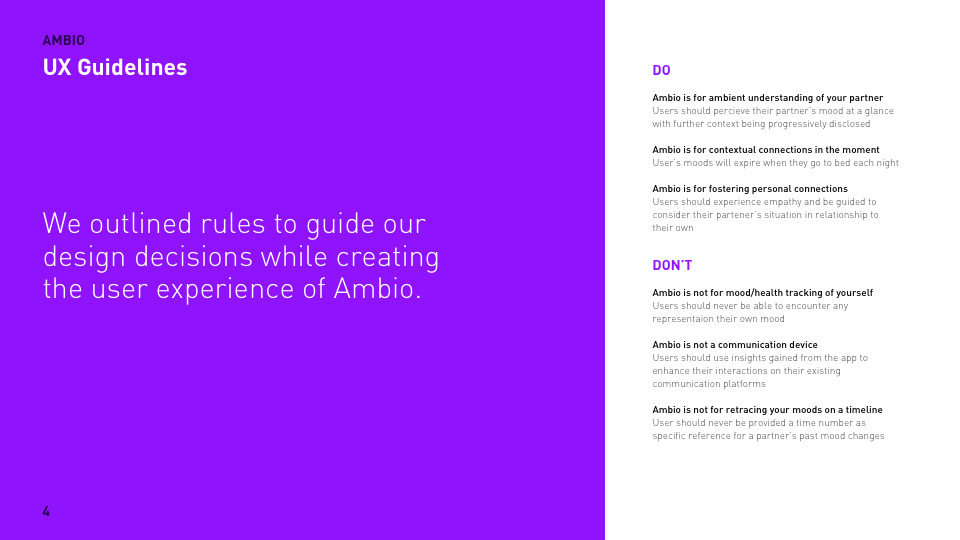 AMBIO
UX Guidelines
We outlined rules to guide our
design decisions while creating
the user experience of Ambio.
4
DO
Ambio is for ambient understanding of your partner
Users should percieve their partner's mood at a glance
with further context being progressively disclosed
Ambio is for contextual connections in the moment
User's moods will expire when they go to bed each night
Ambio is for fostering personal connections
Users should experience empathy and be guided to
consider their partener's situation in relationship to
their own
DON'T
Ambio is not for mood/health tracking of yourself
Users should never be able to encounter any
representaion their own mood
Ambio is not a communication device
Users should use insights gained from the app to
enhance their interactions on their existing
communication platforms
Ambio is not for retracing your moods on a timeline
User should never be provided a time number as
specific reference for a partner's past mood changes